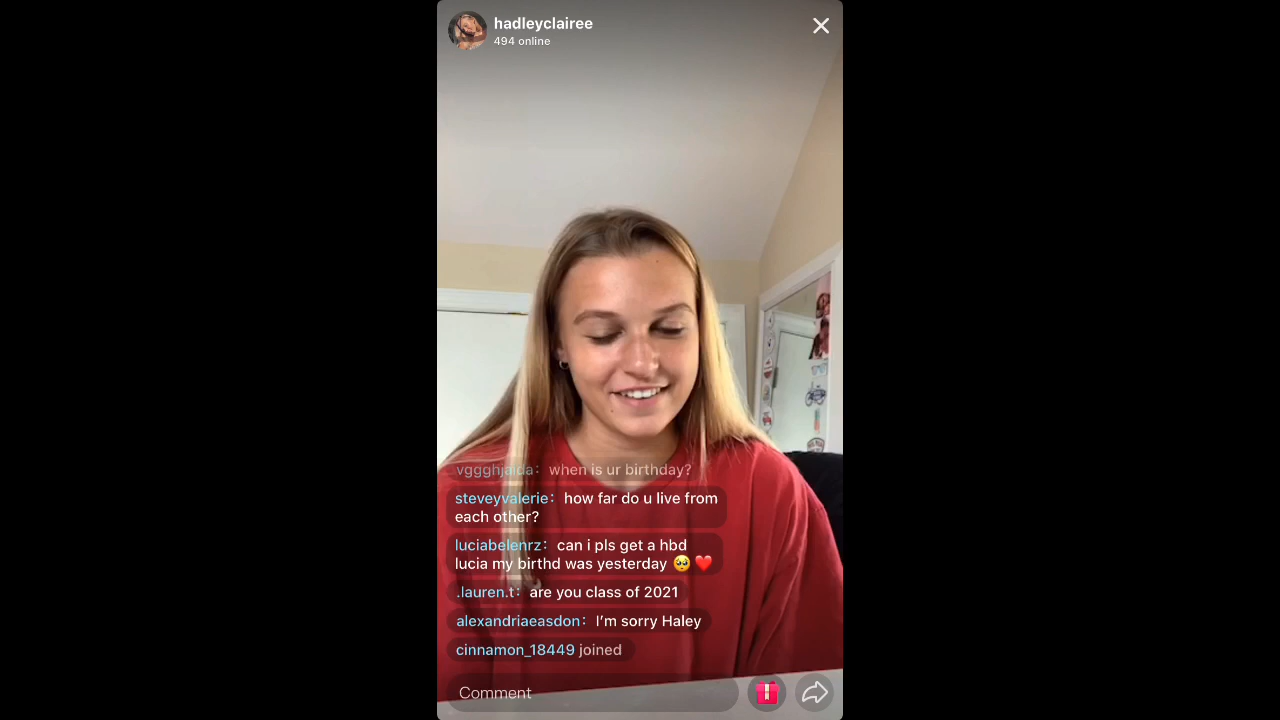 hadleyclairee
494 online
vggghjaida: when is ur birthday?
steveyvalerie: how far do u live from
each other?
luciabelenrz: can i pls get a hbd
lucia my birthd was yesterday 🥺 ❤️
.lauren.t: are you class of 2021
alexandriaeasdon: I’m sorry Haley
cinnamon_18449 joined
Comment